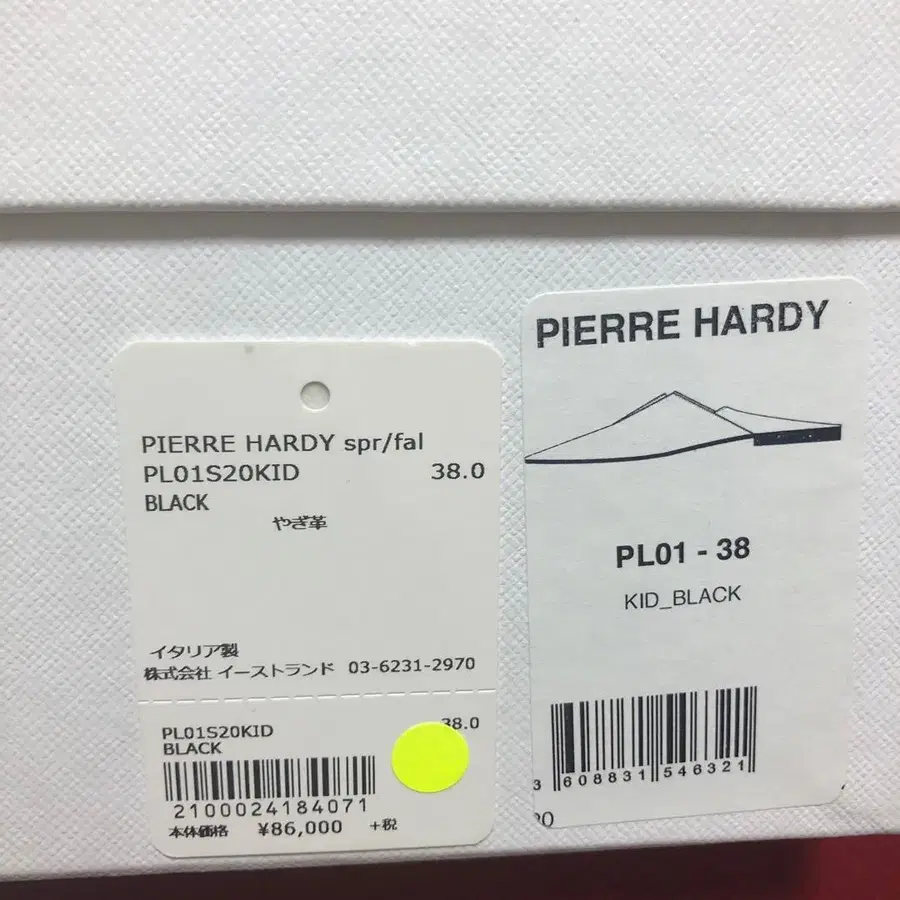 PIERRE HARDY spr/fal
PL01S20KID 38.0
BLACK
やぎ革
イタリア製
株式会社 イーストランド 03-6231-2970
PL01S20KID 38.0
BLACK
2100024184071
本体価格 ¥86,000 +税
PIERRE HARDY
PL01 - 38
KID_BLACK
3 608831 546321
20